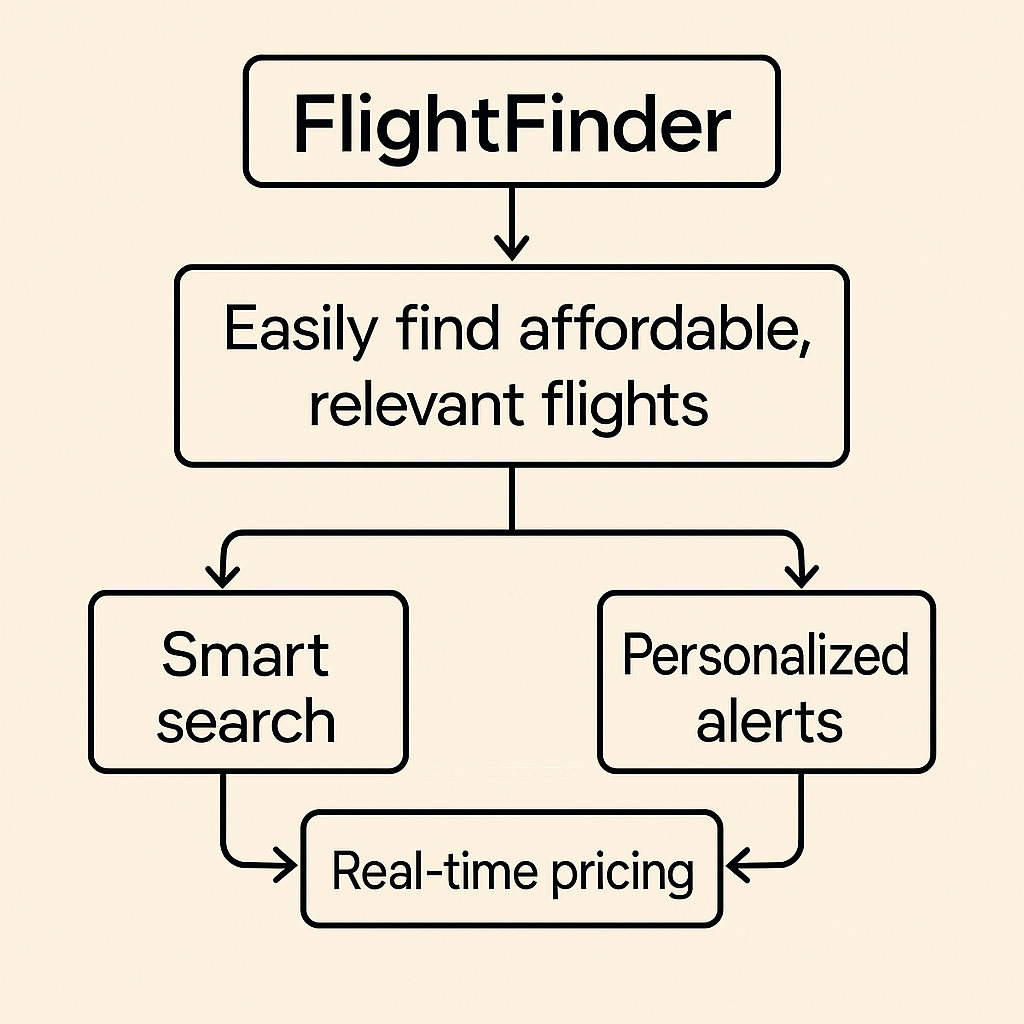 FlightFinder
Easily find affordable,
relevant flights
Smart
search
Personalized
alerts
Real-time pricing